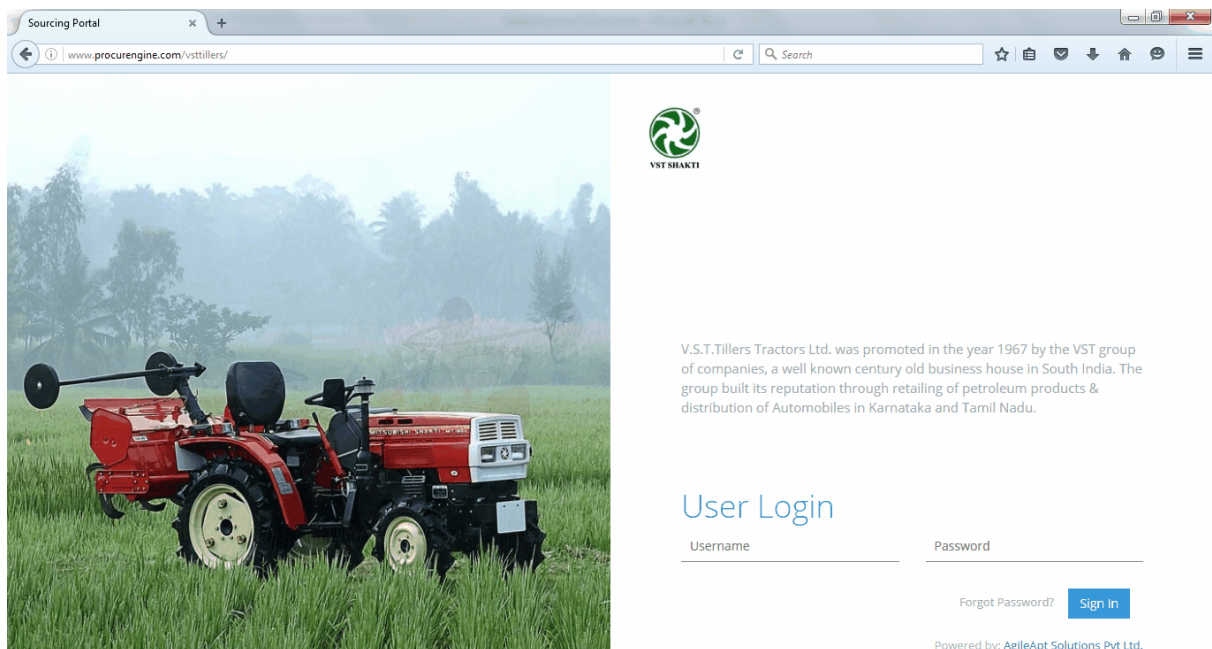 Sourcing Portal
www.procurengine.com/vsttillers/
Search
®
VST SHAKTI
V.S.T.Tillers Tractors Ltd. was promoted in the year 1967 by the VST group
of companies, a well known century old business house in South India. The
group built its reputation through retailing of petroleum products &
distribution of Automobiles in Karnataka and Tamil Nadu.
MITSUBISHI SHAKTI
User Login
Username
Password
Forgot Password?
Sign In
Powered by: AgileApt Solutions Pvt Ltd.